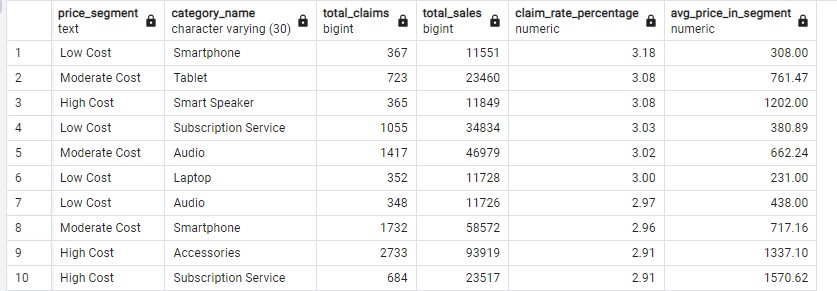 price_segment category_name total_claims total_sales claim_rate_percentage avg_price_in_segment
text character varying (30) bigint bigint numeric numeric
1 Low Cost Smartphone 367 11551 3.18 308.00
2 Moderate Cost Tablet 723 23460 3.08 761.47
3 High Cost Smart Speaker 365 11849 3.08 1202.00
4 Low Cost Subscription Service 1055 34834 3.03 380.89
5 Moderate Cost Audio 1417 46979 3.02 662.24
6 Low Cost Laptop 352 11728 3.00 231.00
7 Low Cost Audio 348 11726 2.97 438.00
8 Moderate Cost Smartphone 1732 58572 2.96 717.16
9 High Cost Accessories 2733 93919 2.91 1337.10
10 High Cost Subscription Service 684 23517 2.91 1570.62